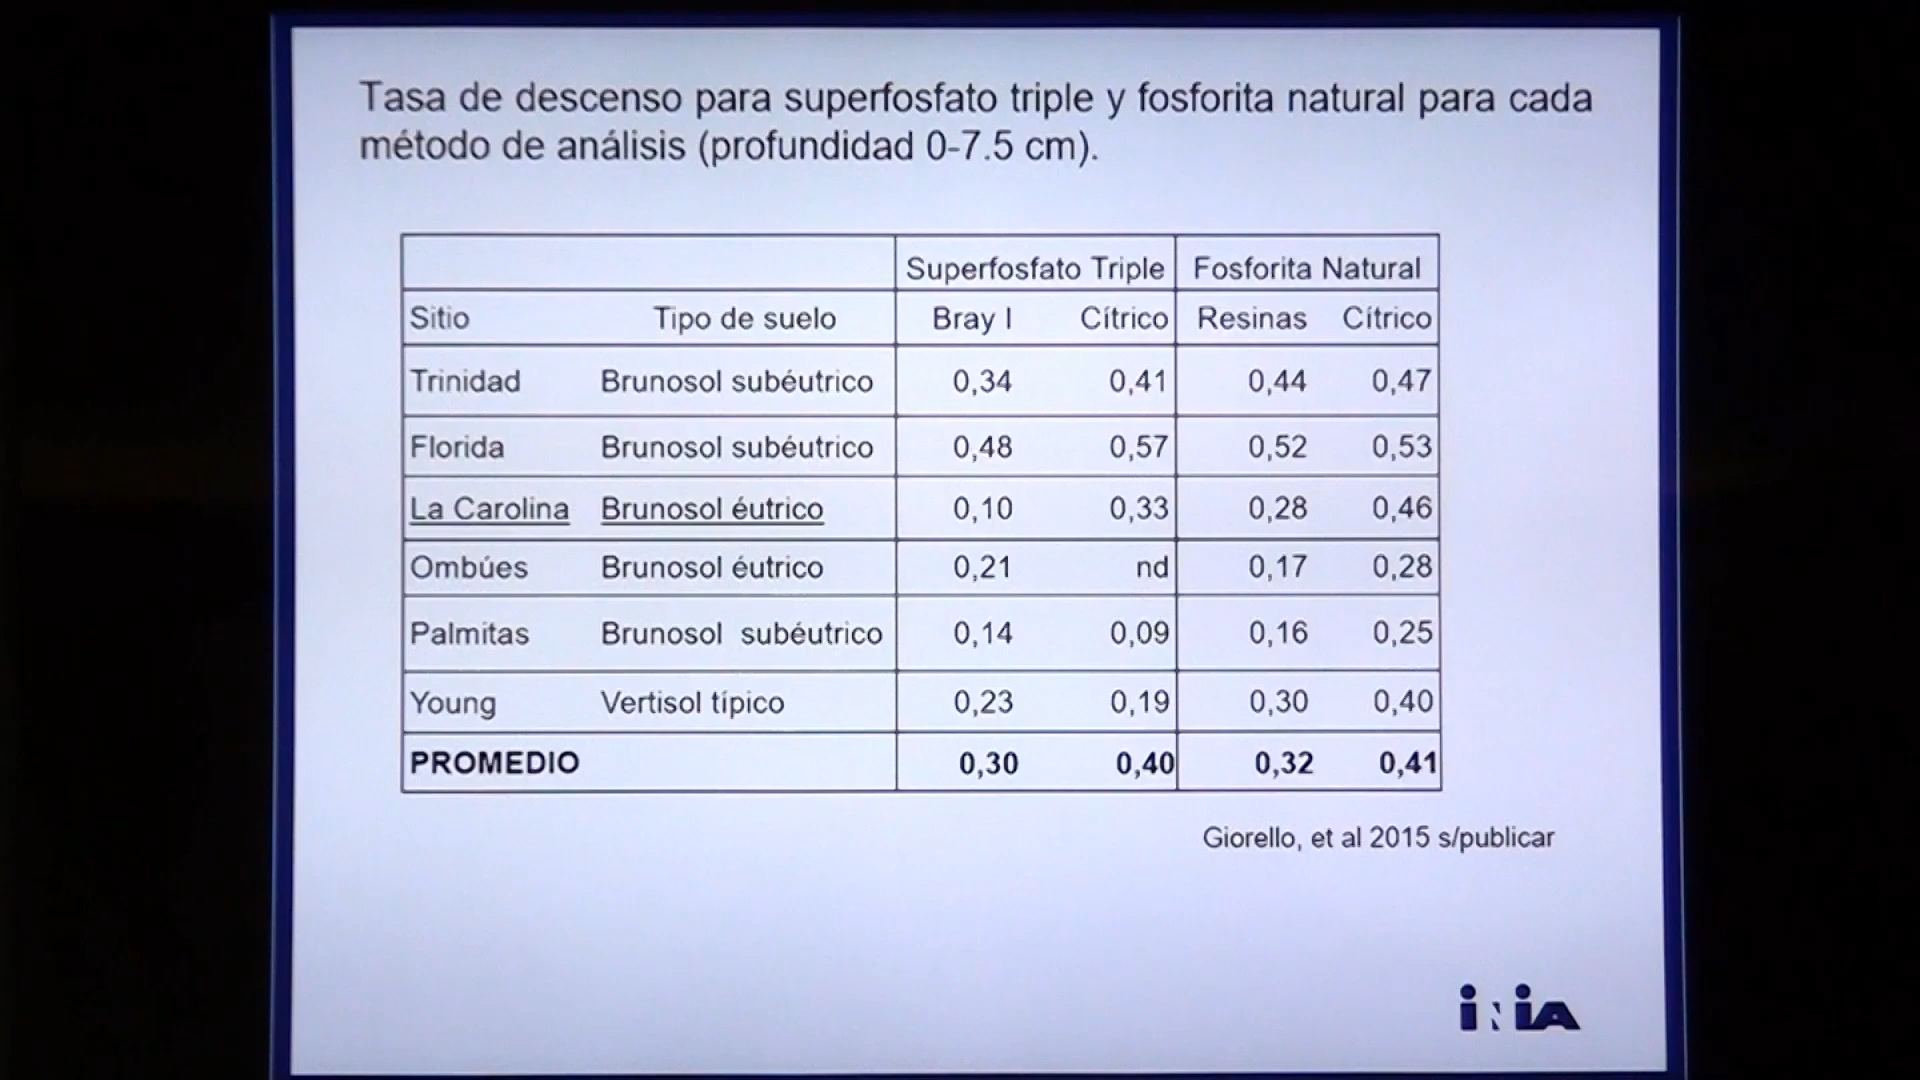 Tasa de descenso para superfosfato triple y fosforita natural para cada
método de análisis (profundidad 0-7.5 cm).
Superfosfato Triple Fosforita Natural
Sitio Tipo de suelo Bray I Cítrico Resinas Cítrico
Trinidad Brunosol subéutrico 0,34 0,41 0,44 0,47
Florida Brunosol subéutrico 0,48 0,57 0,52 0,53
La Carolina Brunosol éutrico 0,10 0,33 0,28 0,46
Ombúes Brunosol éutrico 0,21 nd 0,17 0,28
Palmitas Brunosol subéutrico 0,14 0,09 0,16 0,25
Young Vertisol típico 0,23 0,19 0,30 0,40
PROMEDIO 0,30 0,40 0,32 0,41
Giorello, et al 2015 s/publicar
iNiA